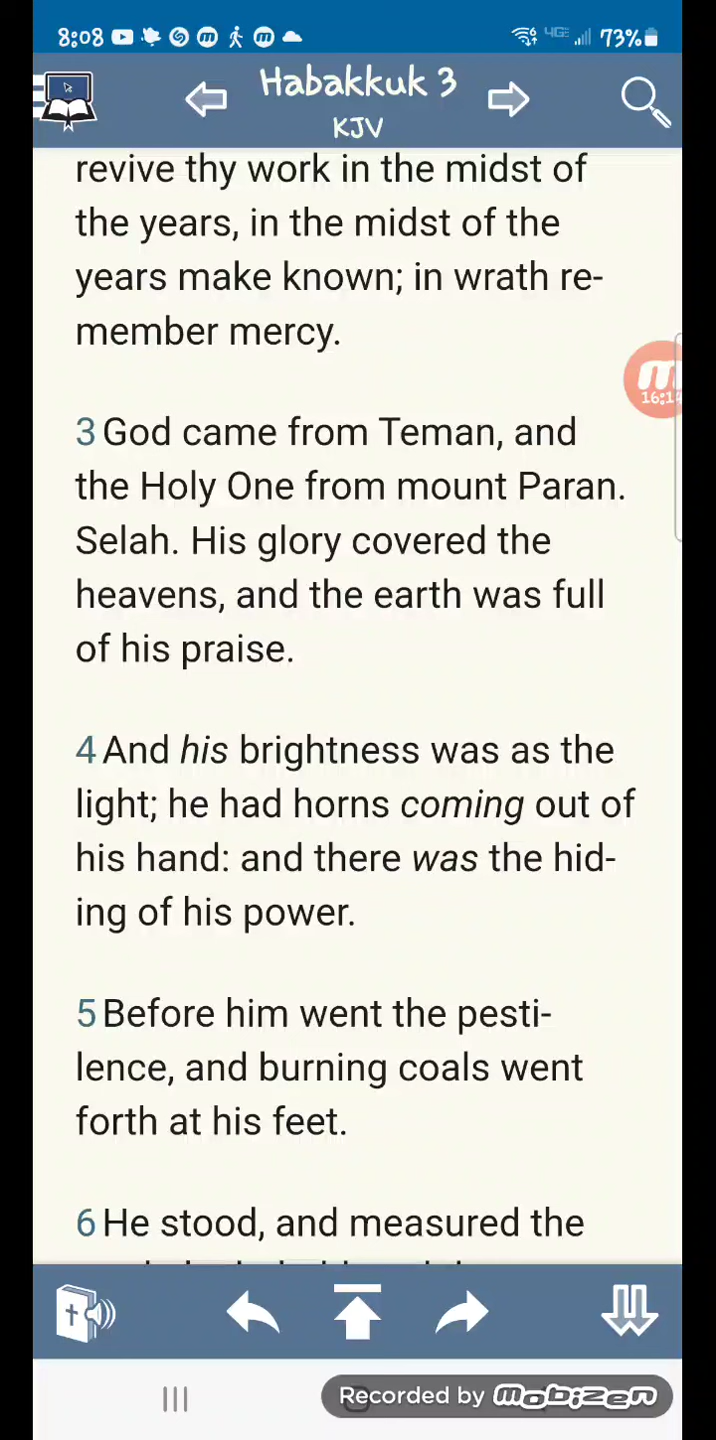 8:08
4GE
73%
Habakkuk 3
KJV
revive thy work in the midst of
the years, in the midst of the
years make known; in wrath re-
member mercy.
16:1
3 God came from Teman, and
the Holy One from mount Paran.
Selah. His glory covered the
heavens, and the earth was full
of his praise.
4 And his brightness was as the
light; he had horns coming out of
his hand: and there was the hid-
ing of his power.
5 Before him went the pesti-
lence, and burning coals went
forth at his feet.
6 He stood, and measured the
Recorded by mobizen